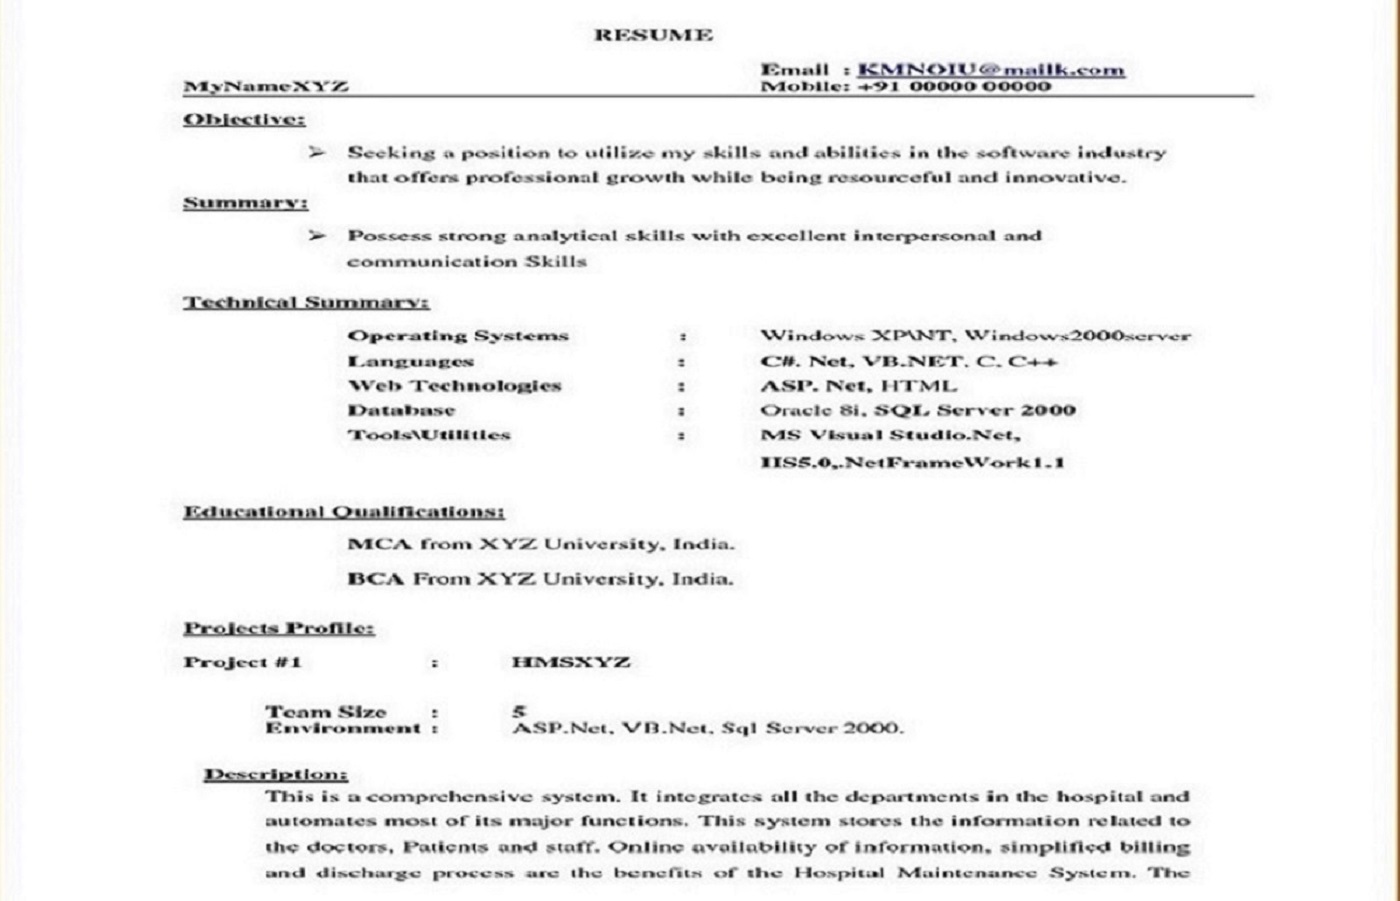 RESUME
Email : KMNOIU@mailk.com
MyNameXYZ Mobile: +91 00000 00000
Objective:
➢ Seeking a position to utilize my skills and abilities in the software industry
that offers professional growth while being resourceful and innovative.
Summary:
➢ Possess strong analytical skills with excellent interpersonal and
communication Skills
Technical Summary:
Operating Systems : Windows XP\NT, Windows2000server
Languages : C#. Net, VB.NET, C, C++
Web Technologies : ASP. Net, HTML
Database : Oracle 8i, SQL Server 2000
Tools\Utilities : MS Visual Studio.Net,
IIS5.0,.NetFrameWork1.1
Educational Qualifications:
MCA from XYZ University, India.
BCA From XYZ University, India.
Projects Profile:
Project #1 : HMSXYZ
Team Size : 5
Environment : ASP.Net, VB.Net, Sql Server 2000.
Description:
This is a comprehensive system. It integrates all the departments in the hospital and
automates most of its major functions. This system stores the information related to
the doctors, Patients and staff. Online availability of information, simplified billing
and discharge process are the benefits of the Hospital Maintenance System. The